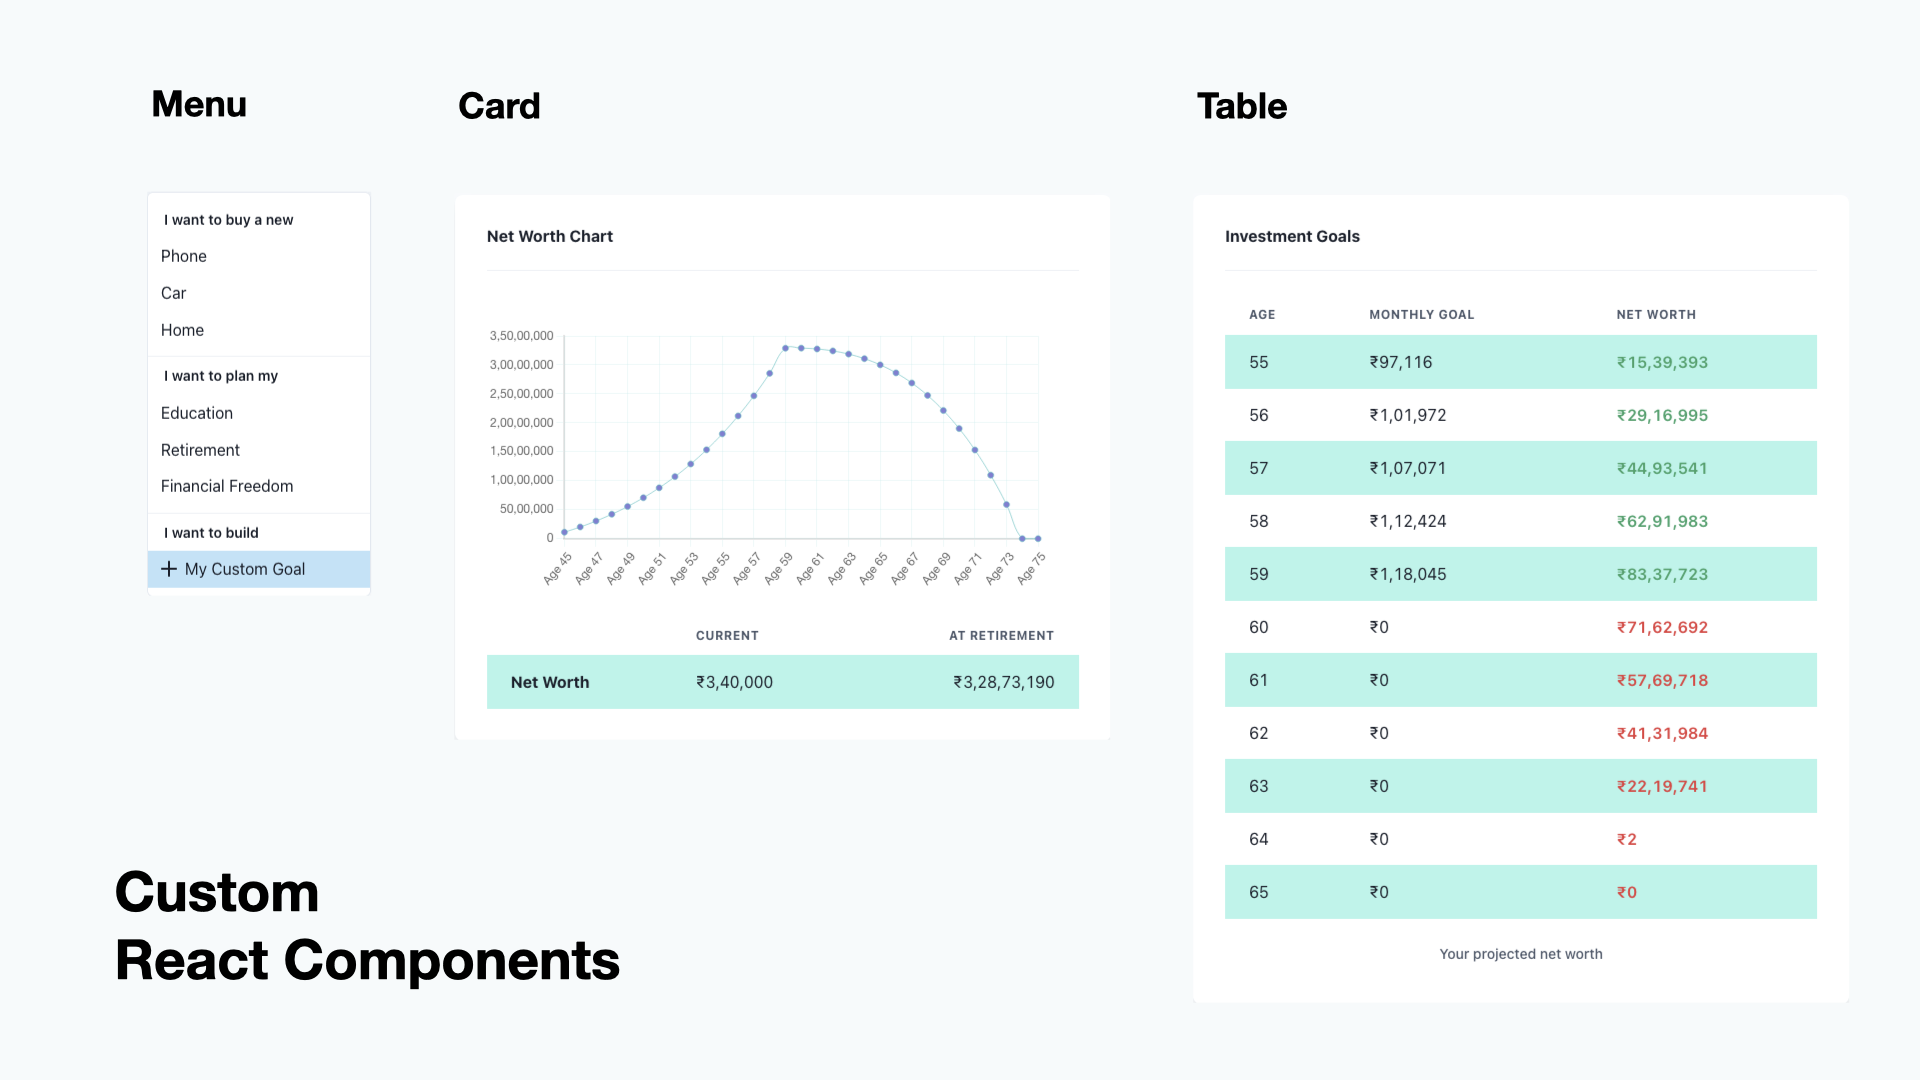 Menu
I want to buy a new
Phone
Car
Home
I want to plan my
Education
Retirement
Financial Freedom
I want to build
+ My Custom Goal
Card
Net Worth Chart
3,50,00,000
3,00,00,000
2,50,00,000
2,00,00,000
1,50,00,000
1,00,00,000
50,00,000
0
Age 45 Age 47 Age 49 Age 51 Age 53 Age 55 Age 57 Age 59 Age 61 Age 63 Age 65 Age 67 Age 69 Age 71 Age 73 Age 75
CURRENT AT RETIREMENT
Net Worth ₹3,40,000 ₹3,28,73,190
Table
Investment Goals
AGE MONTHLY GOAL NET WORTH
55 ₹97,116 ₹15,39,393
56 ₹1,01,972 ₹29,16,995
57 ₹1,07,071 ₹44,93,541
58 ₹1,12,424 ₹62,91,983
59 ₹1,18,045 ₹83,37,723
60 ₹0 ₹71,62,692
61 ₹0 ₹57,69,718
62 ₹0 ₹41,31,984
63 ₹0 ₹22,19,741
64 ₹0 ₹2
65 ₹0 ₹0
Your projected net worth
Custom
React Components